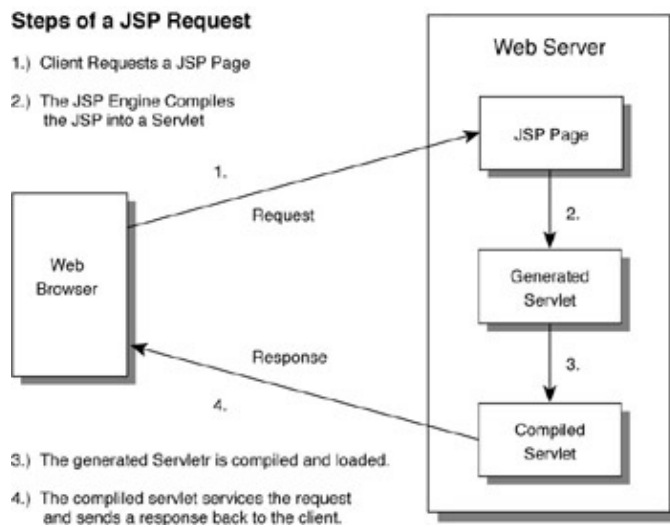 Steps of a JSP Request
1.) Client Requests a JSP Page
2.) The JSP Engine Compiles
the JSP into a Servlet
Web Server
JSP Page
1.
Request
2.
Web
Browser
Generated
Servlet
Response
3.
4.
Compiled
Servlet
3.) The generated Servletr is compiled and loaded.
4.) The compliled servlet services the request
and sends a response back to the client.